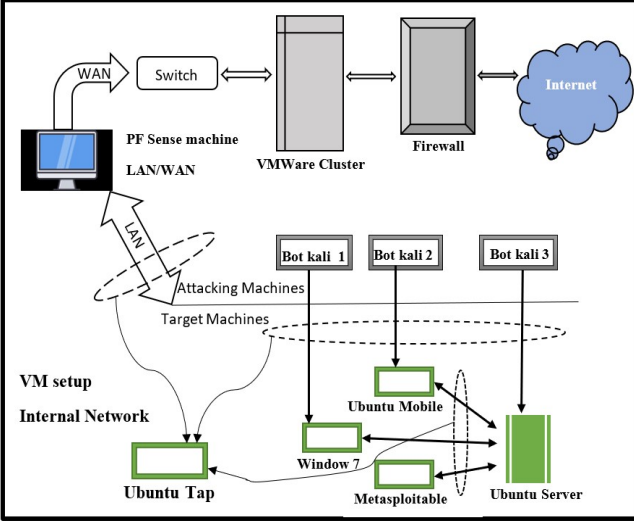 WAN
Switch
Internet
PF Sense machine
LAN/WAN
VMWare Cluster
Firewall
LAN
Bot kali 1
Bot kali 2
Bot kali 3
Attacking Machines
Target Machines
VM setup
Internal Network
Ubuntu Mobile
Window 7
Ubuntu Tap
Metasploitable
Ubuntu Server